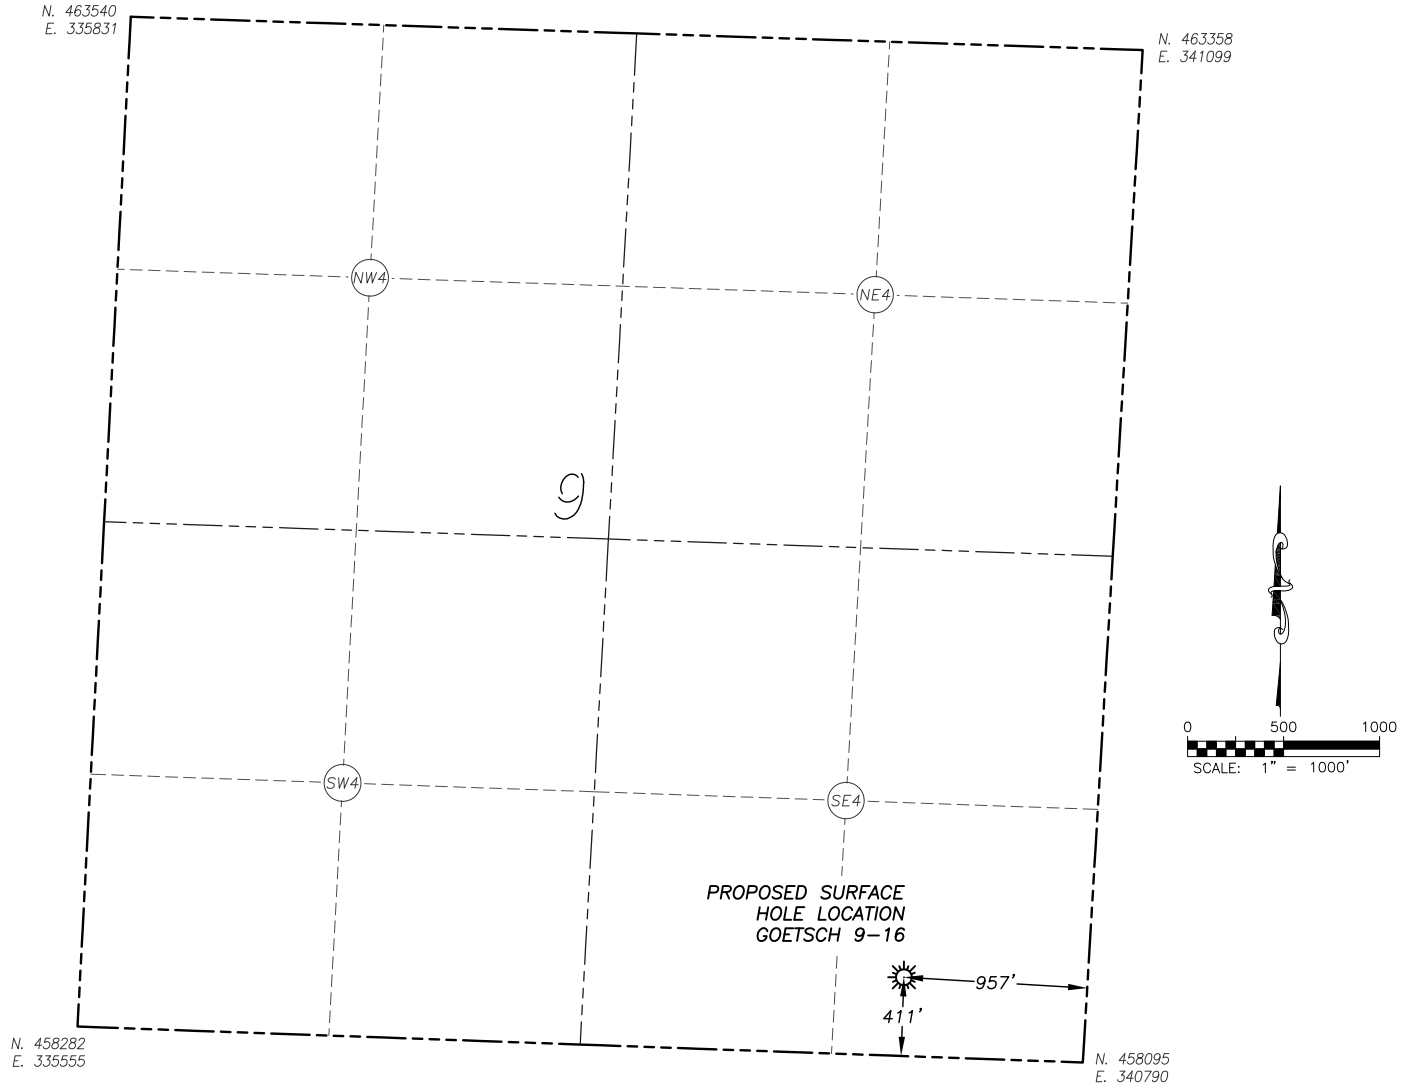 N. 463540
E. 335831
N. 463358
E. 341099
NW4
NE4
9
0 500 1000
SCALE: 1" = 1000'
SW4
SE4
PROPOSED SURFACE
HOLE LOCATION
GOETSCH 9-16
957'
411'
N. 458282
E. 335555
N. 458095
E. 340790